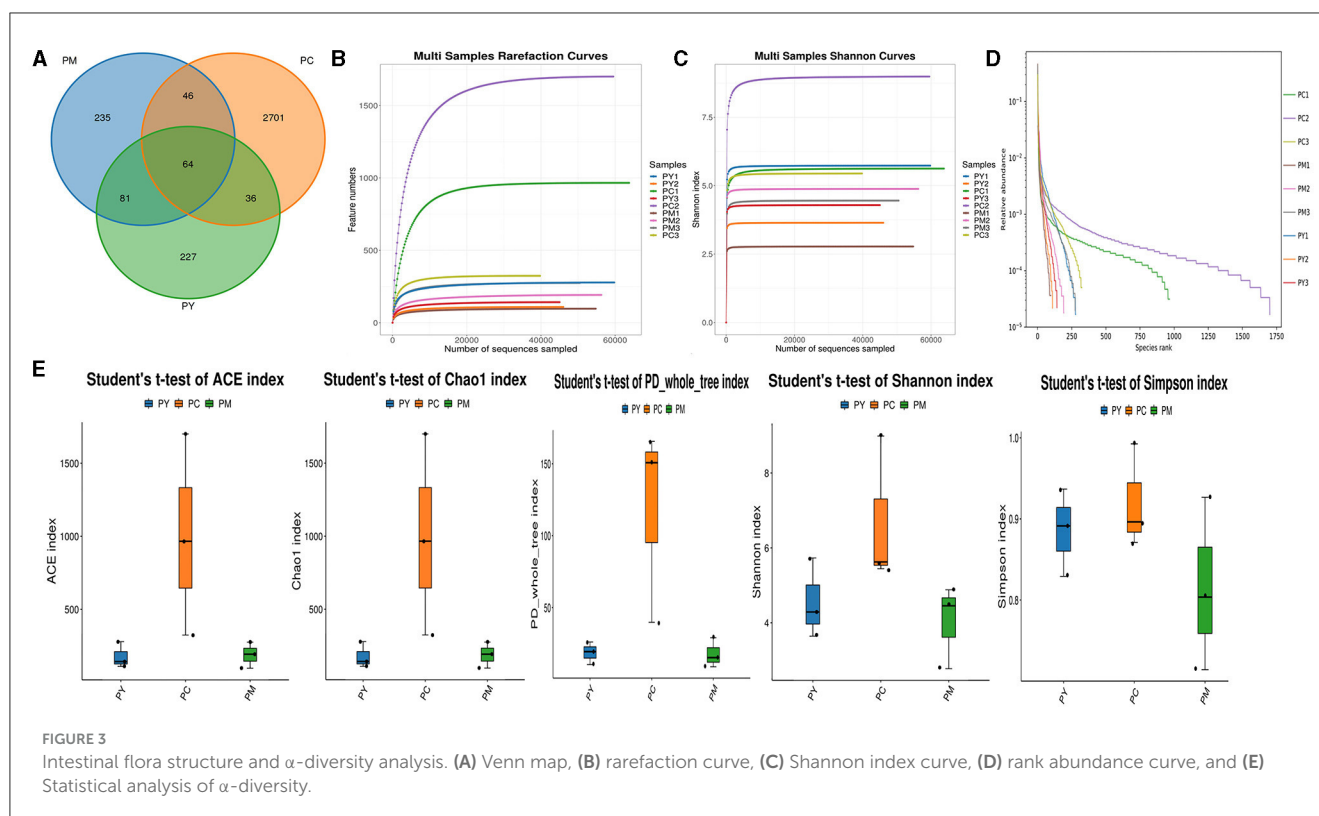 A
PM
PC
46
235
2701
64
81
36
227
PY
B
Multi Samples Rarefaction Curves
Feature numbers
1500
1000
500
0
0
20000
40000
60000
Number of sequences sampled
Samples
PY1
PY2
PC1
PY3
PC2
PM1
PM2
PM3
PC3
C
Multi Samples Shannon Curves
Shannon index
7.5
5.0
2.5
0.0
0
20000
40000
60000
Number of sequences sampled
Samples
PY1
PY2
PC1
PY3
PC2
PM1
PM2
PM3
PC3
D
Relative abundance
10⁻¹
10⁻²
10⁻³
10⁻⁴
10⁻⁵
0
250
500
750
1000
1250
1500
1750
Species rank
PC1
PC2
PC3
PM1
PM2
PM3
PY1
PY2
PY3
E
Student's t-test of ACE index
PY PC PM
ACE index
1500
1000
500
PY
PC
PM
Student's t-test of Chao1 index
PY PC PM
Chao1 index
1500
1000
500
PY
PC
PM
Student's t-test of PD_whole_tree index
PY PC PM
PD_whole_tree index
150
100
50
PY
PC
PM
Student's t-test of Shannon index
PY PC PM
Shannon index
8
6
4
PY
PC
PM
Student's t-test of Simpson index
PY PC PM
Simpson index
1.0
0.9
0.8
PY
PC
PM
FIGURE 3
Intestinal flora structure and α-diversity analysis. (A) Venn map, (B) rarefaction curve, (C) Shannon index curve, (D) rank abundance curve, and (E)
Statistical analysis of α-diversity.